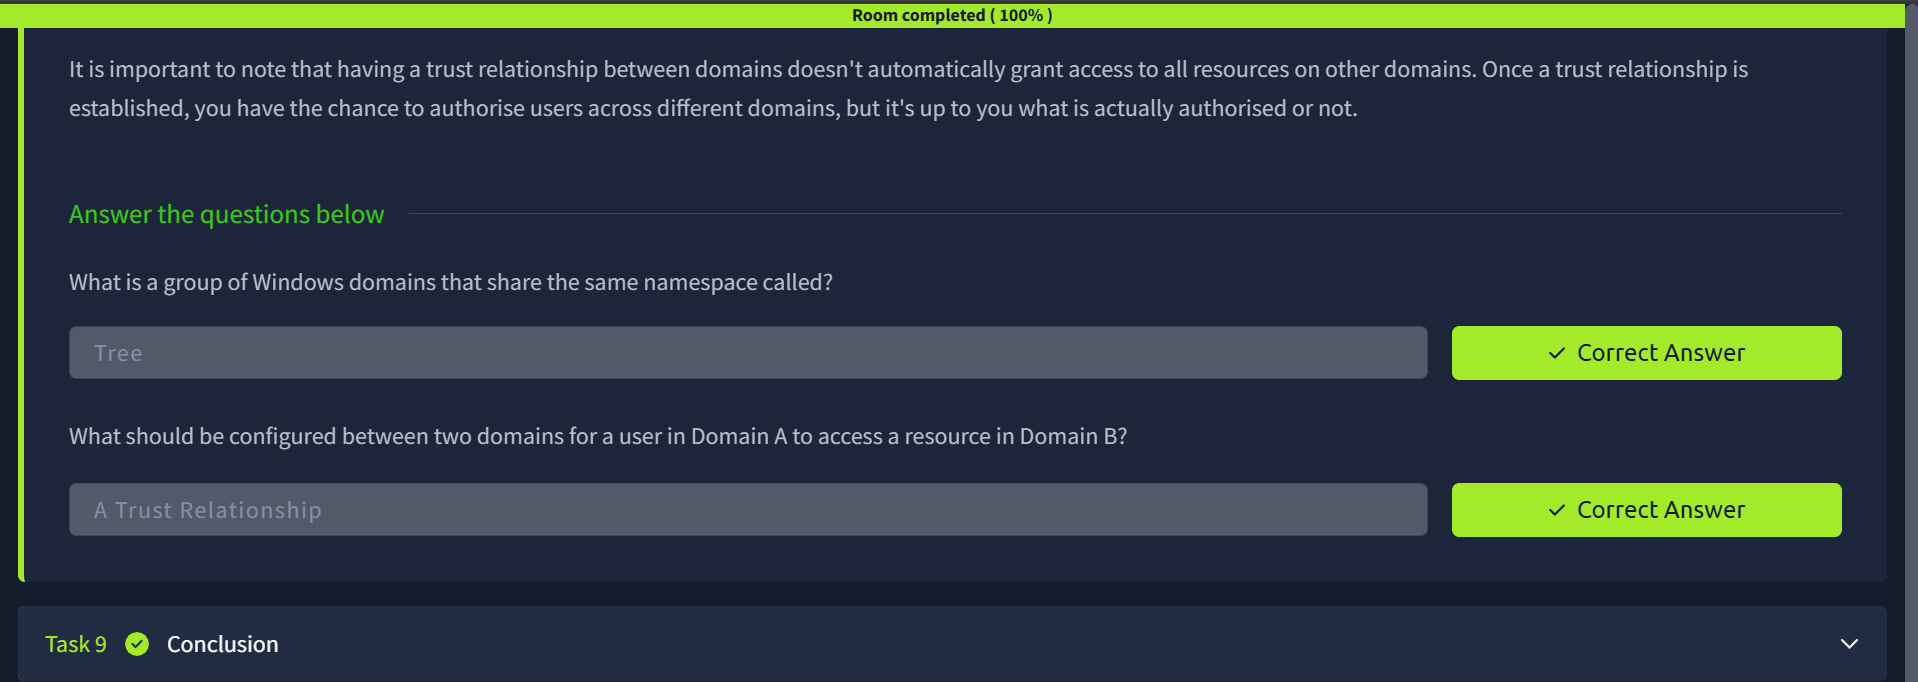 Room completed ( 100% )
It is important to note that having a trust relationship between domains doesn't automatically grant access to all resources on other domains. Once a trust relationship is
established, you have the chance to authorise users across different domains, but it's up to you what is actually authorised or not.
Answer the questions below
What is a group of Windows domains that share the same namespace called?
Tree
Correct Answer
What should be configured between two domains for a user in Domain A to access a resource in Domain B?
A Trust Relationship
Correct Answer
Task 9 Conclusion